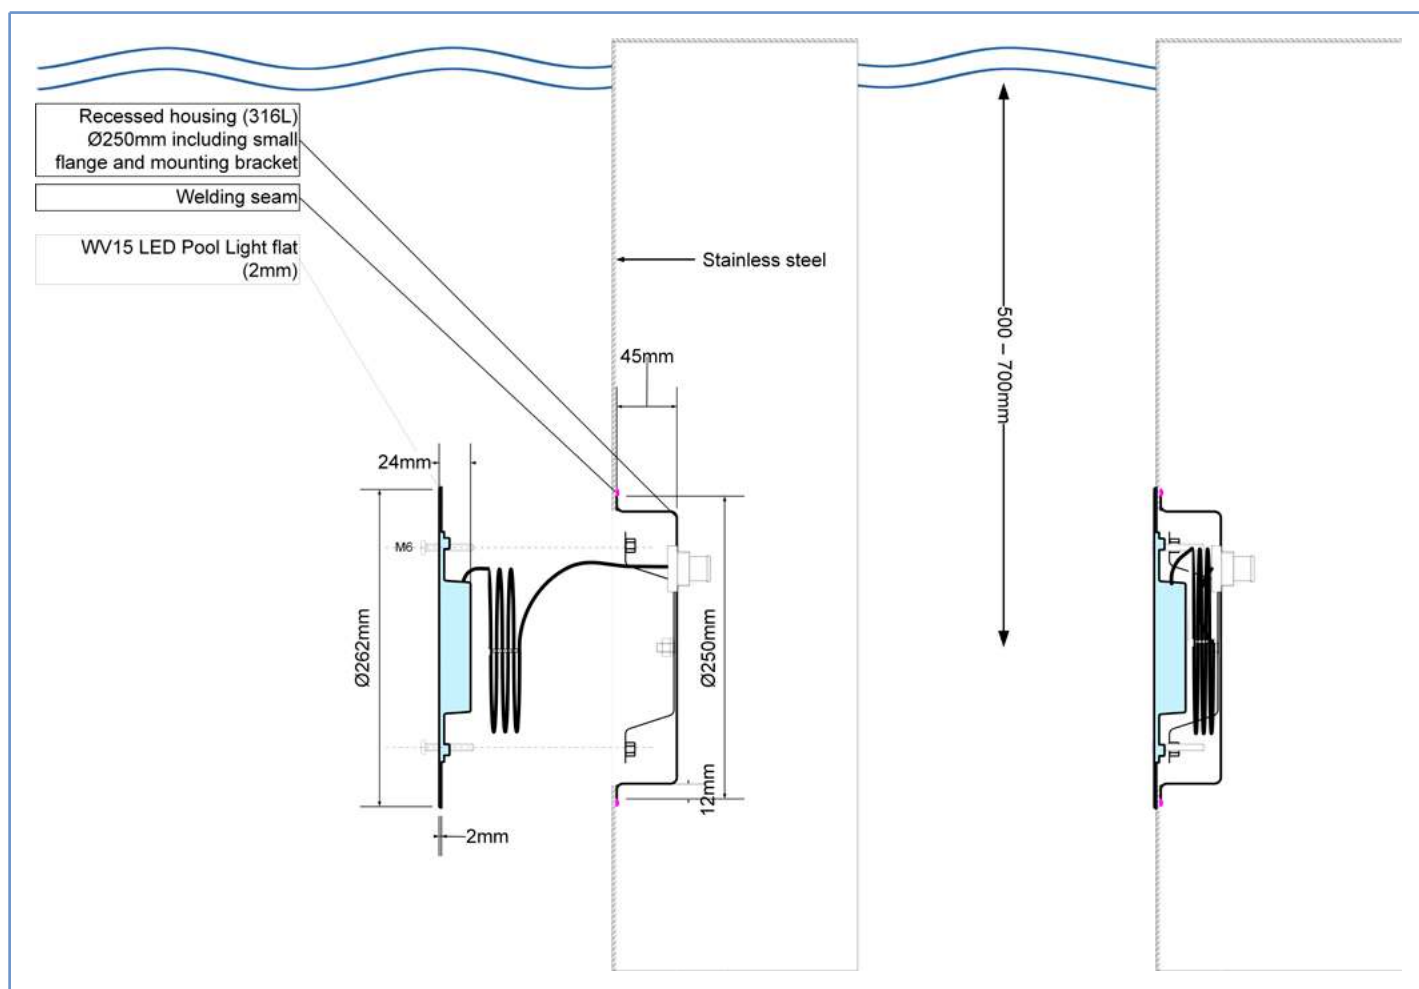 Recessed housing (316L)
Ø250mm including small
flange and mounting bracket
Welding seam
WV15 LED Pool Light flat
(2mm)
Stainless steel
500 – 700mm
45mm
24mm
M6
Ø262mm
Ø250mm
12mm
2mm